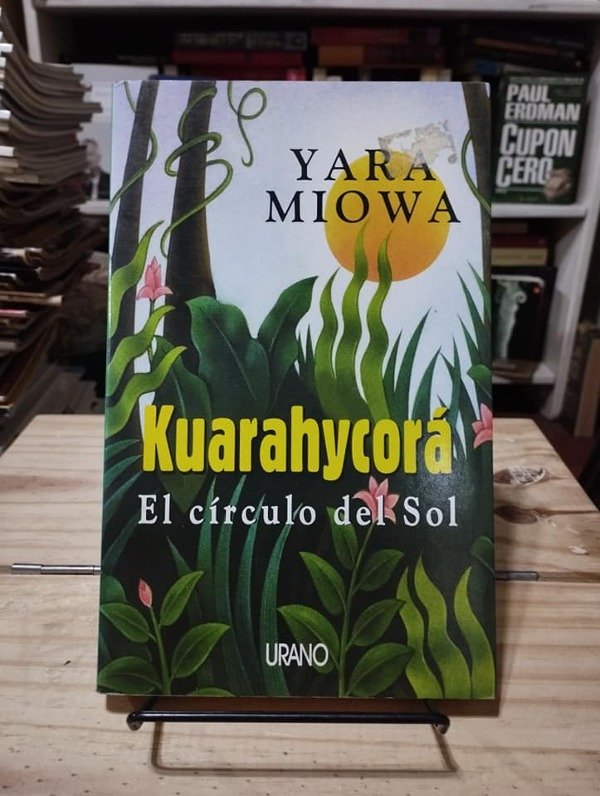 YARA
MIOWA
Kuarahycorá
El círculo del Sol
URANO
PAUL
ERDMAN
CUPON
CERO